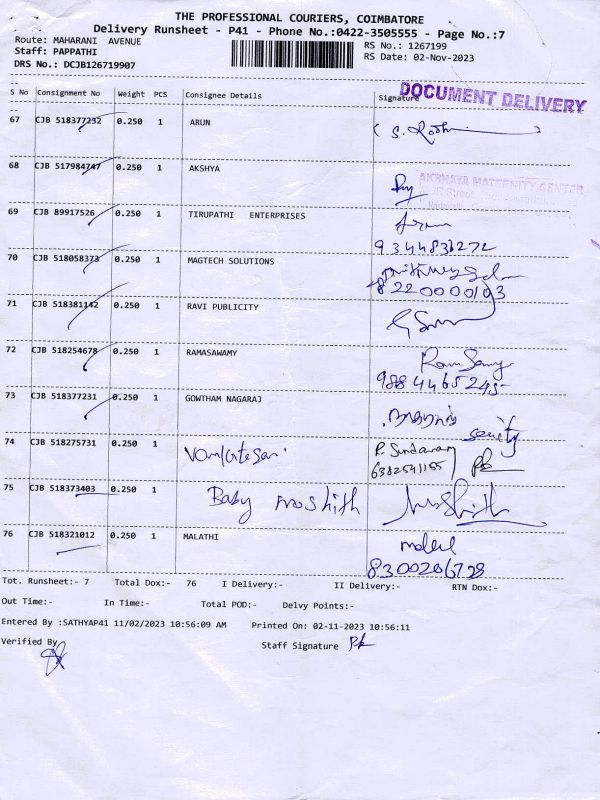 THE PROFESSIONAL COURIERS, COIMBATORE
Delivery Runsheet - P41 - Phone No.:0422-3505555 - Page No.:7
Route: MAHARANI AVENUE RS No.: 1267199
Staff: PAPPATHI RS Date: 02-Nov-2023
DRS No.: DCJB126719907
S No Consignment No Weight PCS Consignee Details Signature DOCUMENT DELIVERY
67 CJB 518377232 0.250 1 ARUN
68 CJB 517984747 0.250 1 AKSHYA AKSHAYA MATERNITY CENTER
69 CJB 89917526 0.250 1 TIRUPATHI ENTERPRISES
9344833272
70 CJB 518058373 0.250 1 MAGTECH SOLUTIONS
8220000103
71 CJB 518381142 0.250 1 RAVI PUBLICITY
72 CJB 518254678 0.250 1 RAMASAWAMY Ram Samy
9884465245
73 CJB 518377231 0.250 1 GOWTHAM NAGARAJ
74 CJB 518275731 0.250 1 P. Sundaram
6382541155
75 CJB 518373403 0.250 1 Baby
76 CJB 518321012 0.250 1 MALATHI
8300286728
Tot. Runsheet:- 7 Total Dox:- 76 I Delivery:- II Delivery:- RTN Dox:-
Out Time:- In Time:- Total POD:- Delvy Points:-
Entered By :SATHYAP41 11/02/2023 10:56:09 AM Printed On: 02-11-2023 10:56:11
Verified By Staff Signature